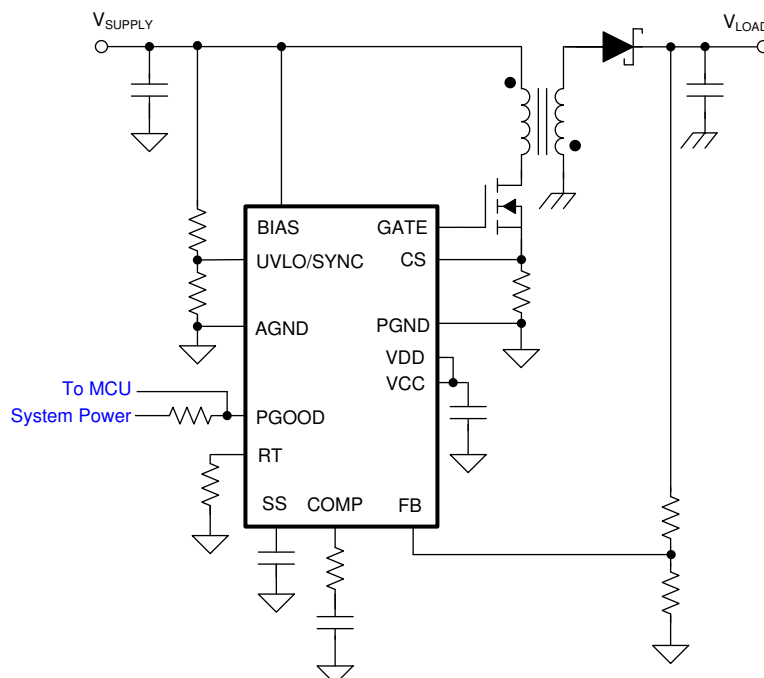 VSUPPLY
VLOAD
BIAS
GATE
UVLO/SYNC
CS
AGND
PGND
VDD
VCC
To MCU
System Power
PGOOD
RT
SS
COMP
FB